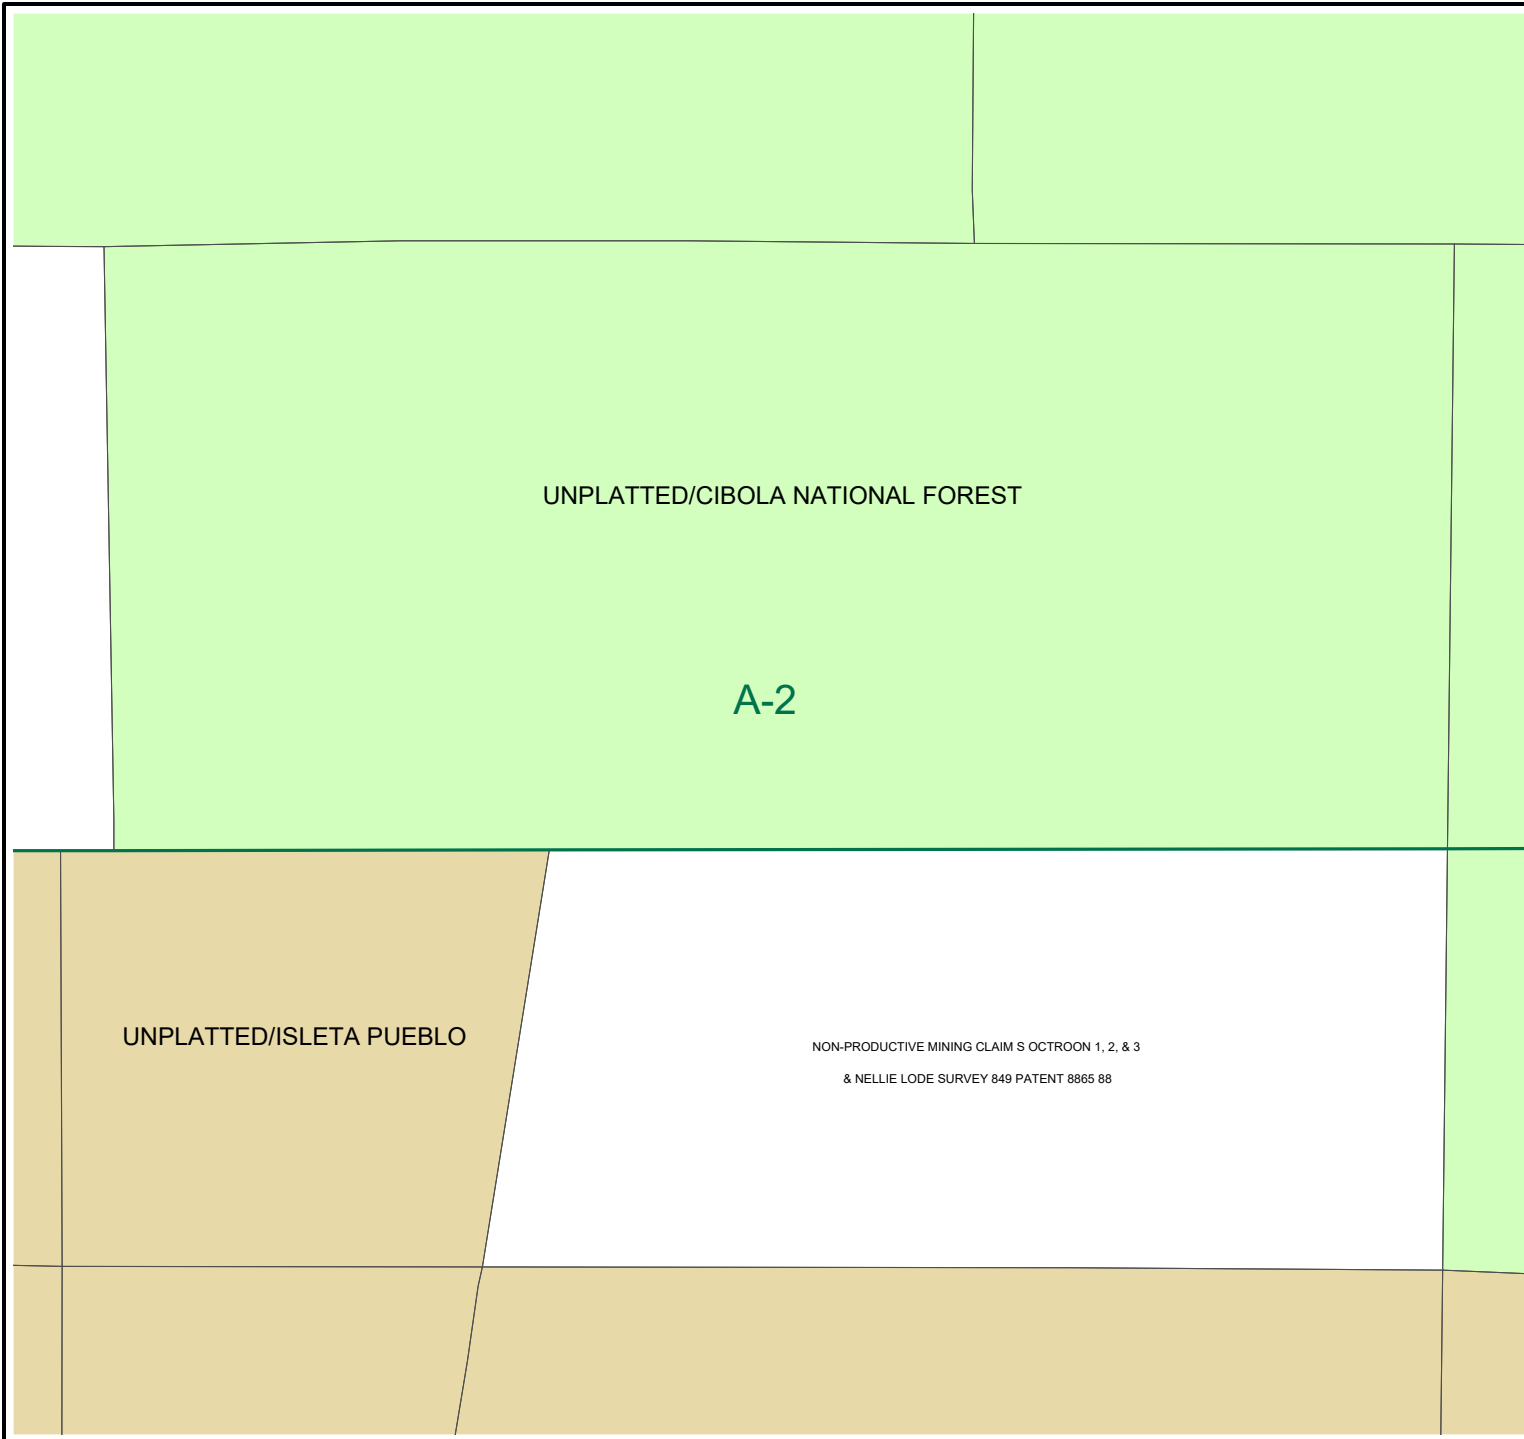 UNPLATTED/CIBOLA NATIONAL FOREST
A-2
UNPLATTED/ISLETA PUEBLO
NON-PRODUCTIVE MINING CLAIM S OCTROON 1, 2, & 3
& NELLIE LODE SURVEY 849 PATENT 8865 88